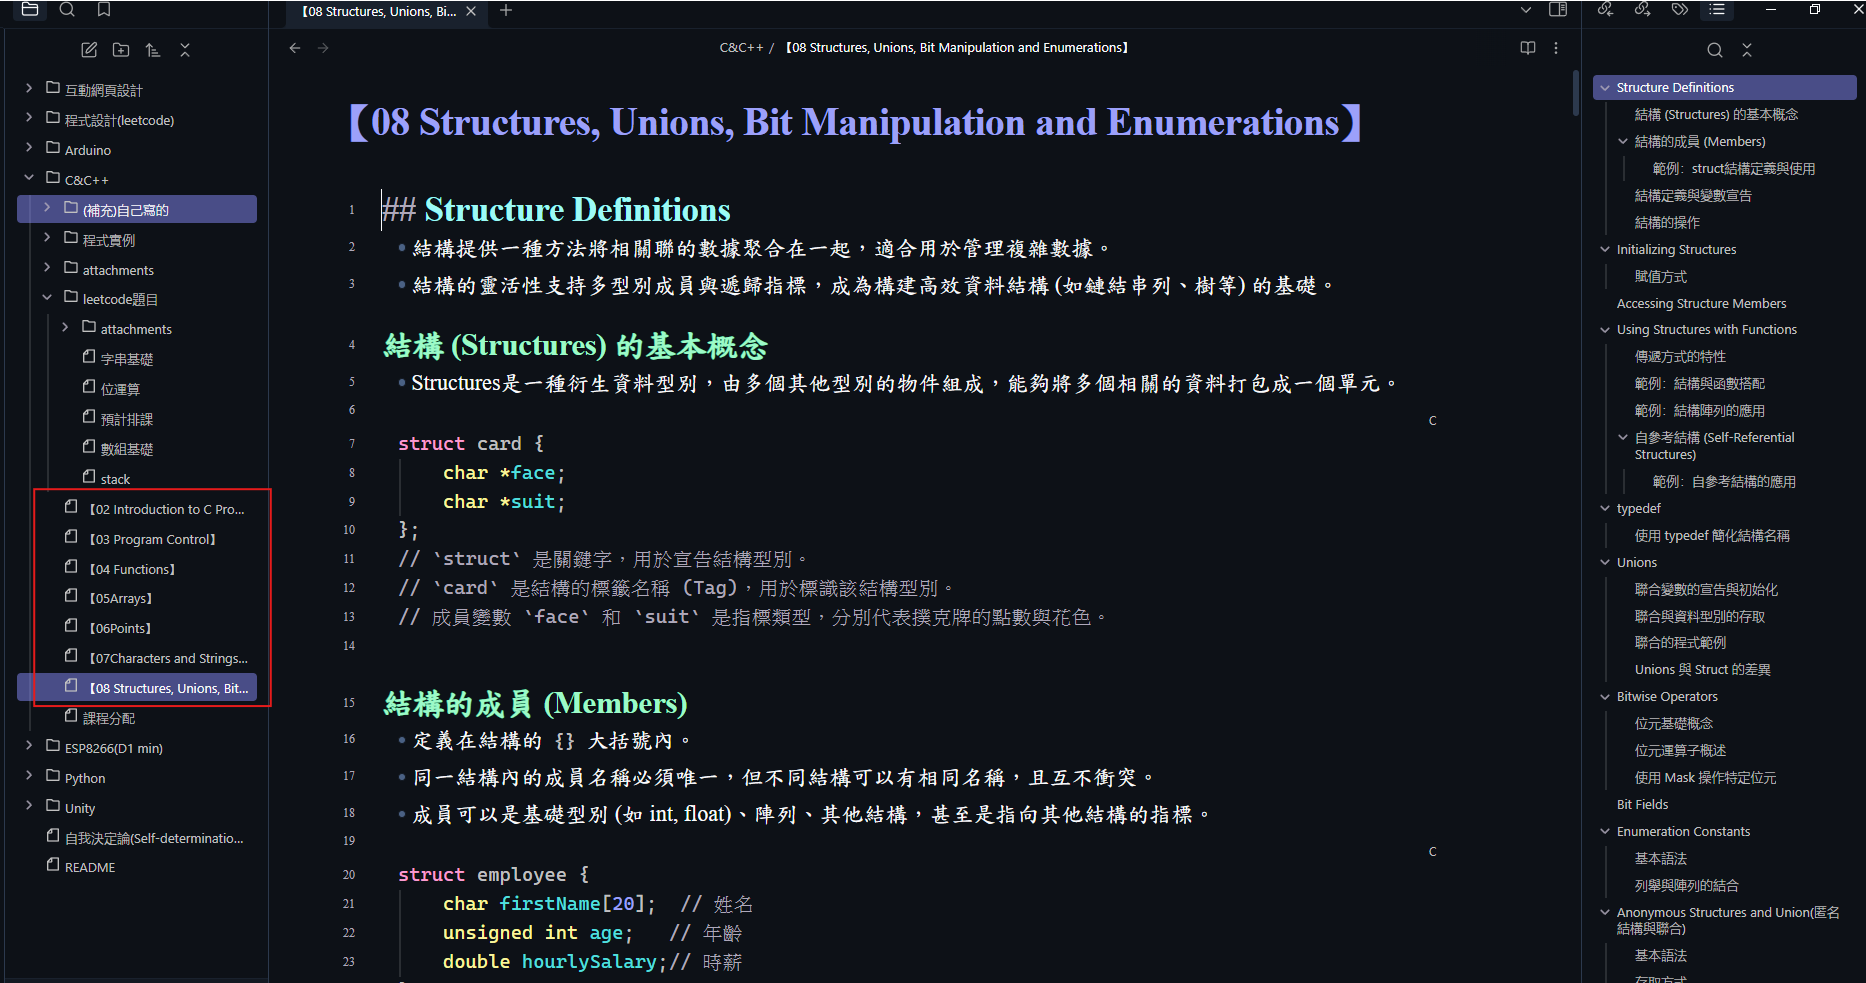 【08 Structures, Unions, Bi...
C&C++ / 【08 Structures, Unions, Bit Manipulation and Enumerations】
互動網頁設計
程式設計(leetcode)
Arduino
C&C++
(補充)自己寫的
程式實例
attachments
leetcode題目
attachments
字串基礎
位運算
預計排課
數組基礎
stack
【02 Introduction to C Pro...
【03 Program Control】
【04 Functions】
【05Arrays】
【06Points】
【07Characters and Strings...
【08 Structures, Unions, Bit...
課程分配
ESP8266(D1 min)
Python
Unity
自我決定論(Self-determinatio...
README
【08 Structures, Unions, Bit Manipulation and Enumerations】
1 ## Structure Definitions
2 結構提供一種方法將相關聯的數據聚合在一起，適合用於管理複雜數據。
3 結構的靈活性支持多型別成員與遞歸指標，成為構建高效資料結構 (如鏈結串列、樹等) 的基礎。
4 結構 (Structures) 的基本概念
5 Structures是一種衍生資料型別，由多個其他型別的物件組成，能夠將多個相關的資料打包成一個單元。
6
C
7 struct card {
8 char *face;
9 char *suit;
10 };
11 // `struct` 是關鍵字，用於宣告結構型別。
12 // `card` 是結構的標籤名稱 (Tag)，用於標識該結構型別。
13 // 成員變數 `face` 和 `suit` 是指標類型，分別代表撲克牌的點數與花色。
14
15 結構的成員 (Members)
16 定義在結構的 {} 大括號內。
17 同一結構內的成員名稱必須唯一，但不同結構可以有相同名稱，且互不衝突。
18 成員可以是基礎型別 (如 int, float)、陣列、其他結構，甚至是指向其他結構的指標。
19
C
20 struct employee {
21 char firstName[20]; // 姓名
22 unsigned int age; // 年齡
23 double hourlySalary;// 時薪
Structure Definitions
結構 (Structures) 的基本概念
結構的成員 (Members)
範例：struct結構定義與使用
結構定義與變數宣告
結構的操作
Initializing Structures
賦值方式
Accessing Structure Members
Using Structures with Functions
傳遞方式的特性
範例：結構與函數搭配
範例：結構陣列的應用
自參考結構 (Self-Referential
Structures)
範例：自參考結構的應用
typedef
使用 typedef 簡化結構名稱
Unions
聯合變數的宣告與初始化
聯合與資料型別的存取
聯合的程式範例
Unions 與 Struct 的差異
Bitwise Operators
位元基礎概念
位元運算子概述
使用 Mask 操作特定位元
Bit Fields
Enumeration Constants
基本語法
列舉與陣列的結合
Anonymous Structures and Union(匿名
結構與聯合)
基本語法
存取方式